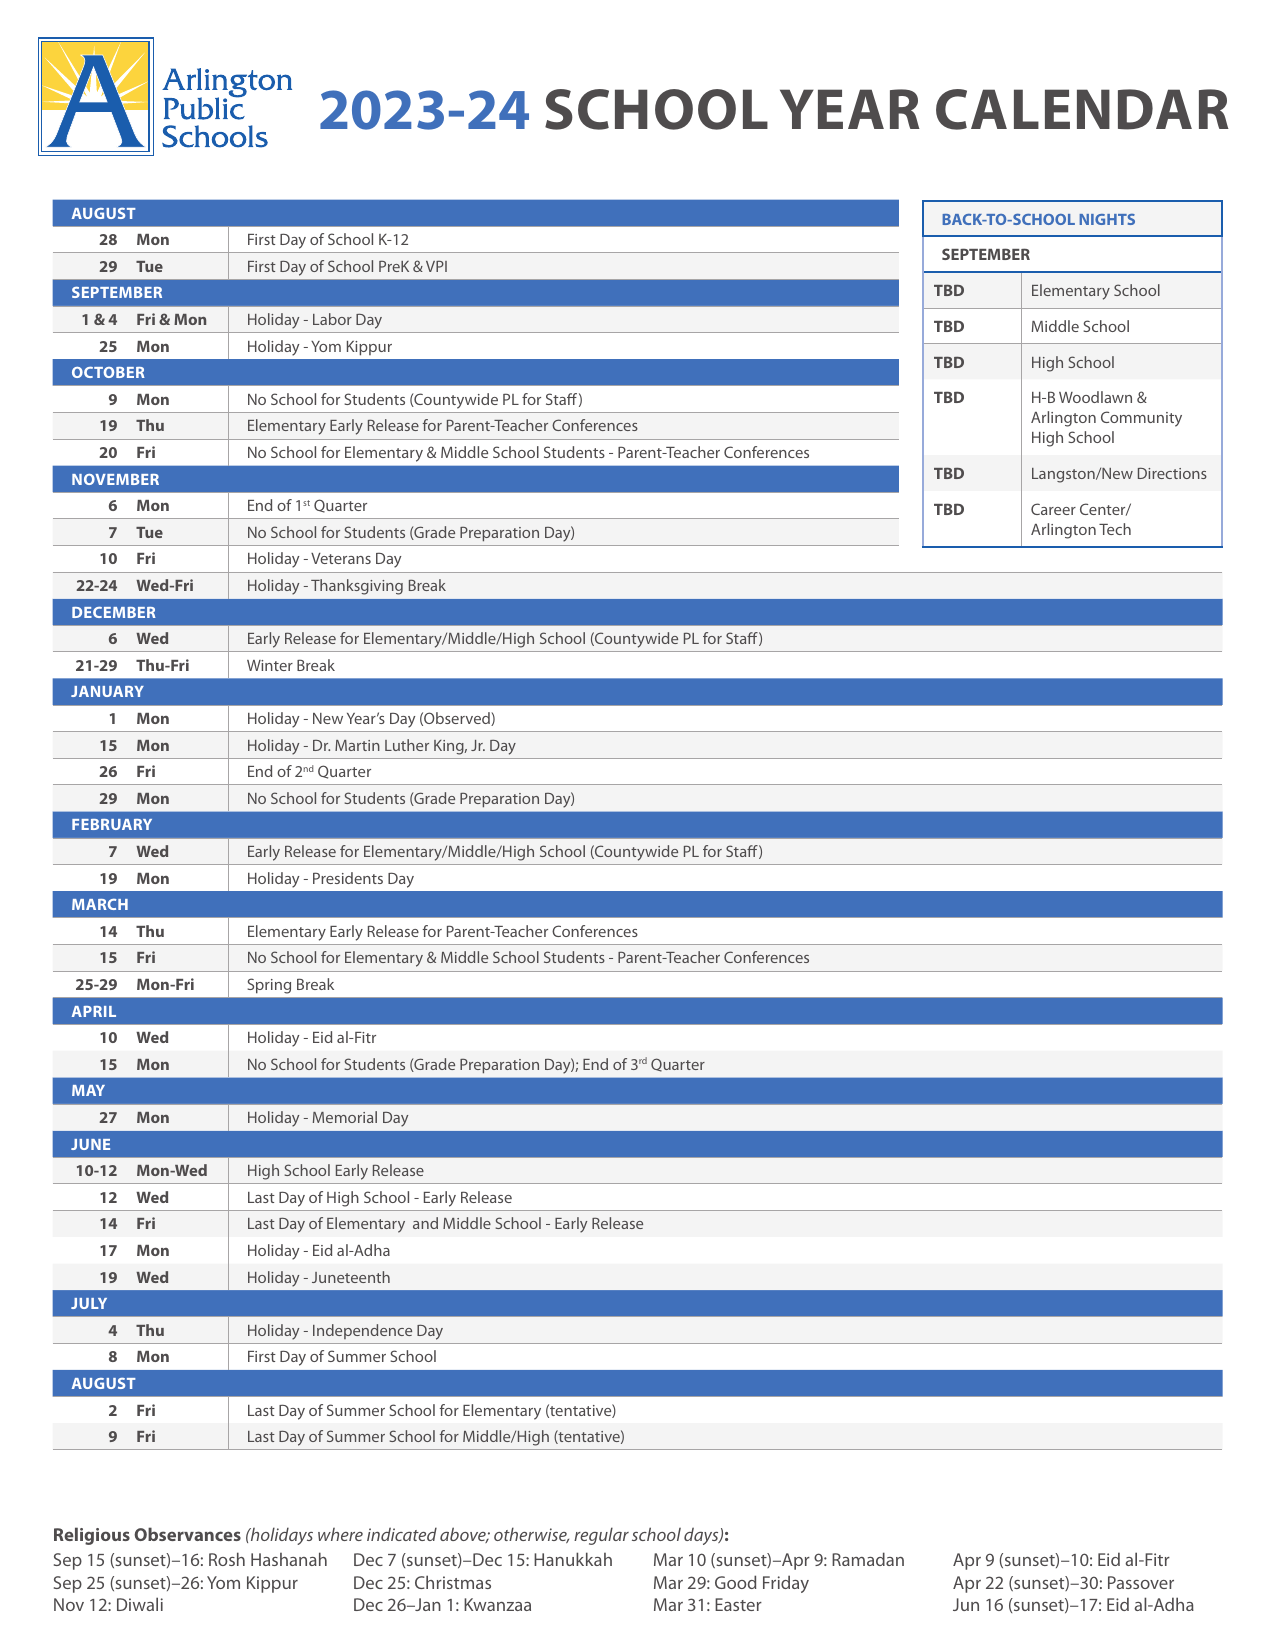 Arlington
Public
Schools
2023-24 SCHOOL YEAR CALENDAR
AUGUST
28 Mon First Day of School K-12
29 Tue First Day of School PreK & VPI
SEPTEMBER
1 & 4 Fri & Mon Holiday - Labor Day
25 Mon Holiday - Yom Kippur
OCTOBER
9 Mon No School for Students (Countywide PL for Staff)
19 Thu Elementary Early Release for Parent-Teacher Conferences
20 Fri No School for Elementary & Middle School Students - Parent-Teacher Conferences
NOVEMBER
6 Mon End of 1st Quarter
7 Tue No School for Students (Grade Preparation Day)
10 Fri Holiday - Veterans Day
22-24 Wed-Fri Holiday - Thanksgiving Break
DECEMBER
6 Wed Early Release for Elementary/Middle/High School (Countywide PL for Staff)
21-29 Thu-Fri Winter Break
JANUARY
1 Mon Holiday - New Year's Day (Observed)
15 Mon Holiday - Dr. Martin Luther King, Jr. Day
26 Fri End of 2nd Quarter
29 Mon No School for Students (Grade Preparation Day)
FEBRUARY
7 Wed Early Release for Elementary/Middle/High School (Countywide PL for Staff)
19 Mon Holiday - Presidents Day
MARCH
14 Thu Elementary Early Release for Parent-Teacher Conferences
15 Fri No School for Elementary & Middle School Students - Parent-Teacher Conferences
25-29 Mon-Fri Spring Break
APRIL
10 Wed Holiday - Eid al-Fitr
15 Mon No School for Students (Grade Preparation Day); End of 3rd Quarter
MAY
27 Mon Holiday - Memorial Day
JUNE
10-12 Mon-Wed High School Early Release
12 Wed Last Day of High School - Early Release
14 Fri Last Day of Elementary and Middle School - Early Release
17 Mon Holiday - Eid al-Adha
19 Wed Holiday - Juneteenth
JULY
4 Thu Holiday - Independence Day
8 Mon First Day of Summer School
AUGUST
2 Fri Last Day of Summer School for Elementary (tentative)
9 Fri Last Day of Summer School for Middle/High (tentative)
BACK-TO-SCHOOL NIGHTS
SEPTEMBER
TBD Elementary School
TBD Middle School
TBD High School
TBD H-B Woodlawn &
Arlington Community
High School
TBD Langston/New Directions
TBD Career Center/
Arlington Tech
Religious Observances (holidays where indicated above; otherwise, regular school days):
Sep 15 (sunset)–16: Rosh Hashanah Dec 7 (sunset)–Dec 15: Hanukkah Mar 10 (sunset)–Apr 9: Ramadan Apr 9 (sunset)–10: Eid al-Fitr
Sep 25 (sunset)–26: Yom Kippur Dec 25: Christmas Mar 29: Good Friday Apr 22 (sunset)–30: Passover
Nov 12: Diwali Dec 26–Jan 1: Kwanzaa Mar 31: Easter Jun 16 (sunset)–17: Eid al-Adha